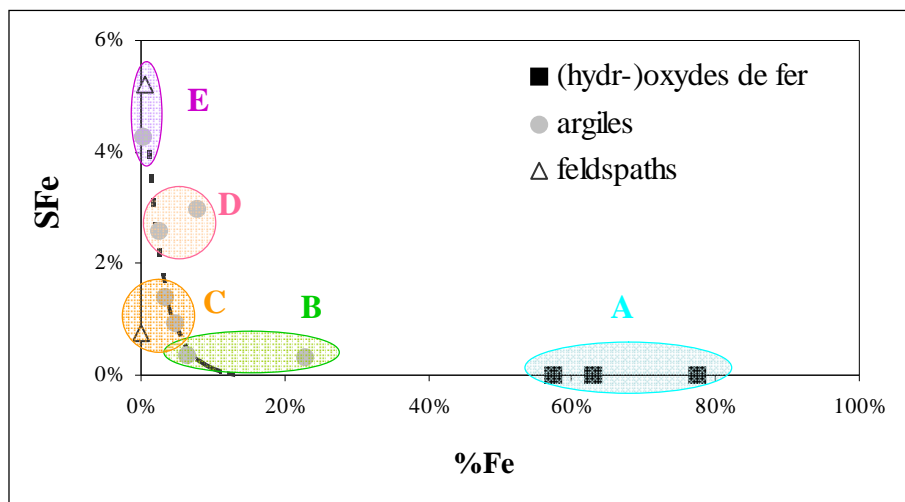 6%
4%
2%
0%
SFe
E
D
C
B
A
(hydr-)oxydes de fer
argiles
feldspaths
0%
20%
40%
60%
80%
100%
%Fe